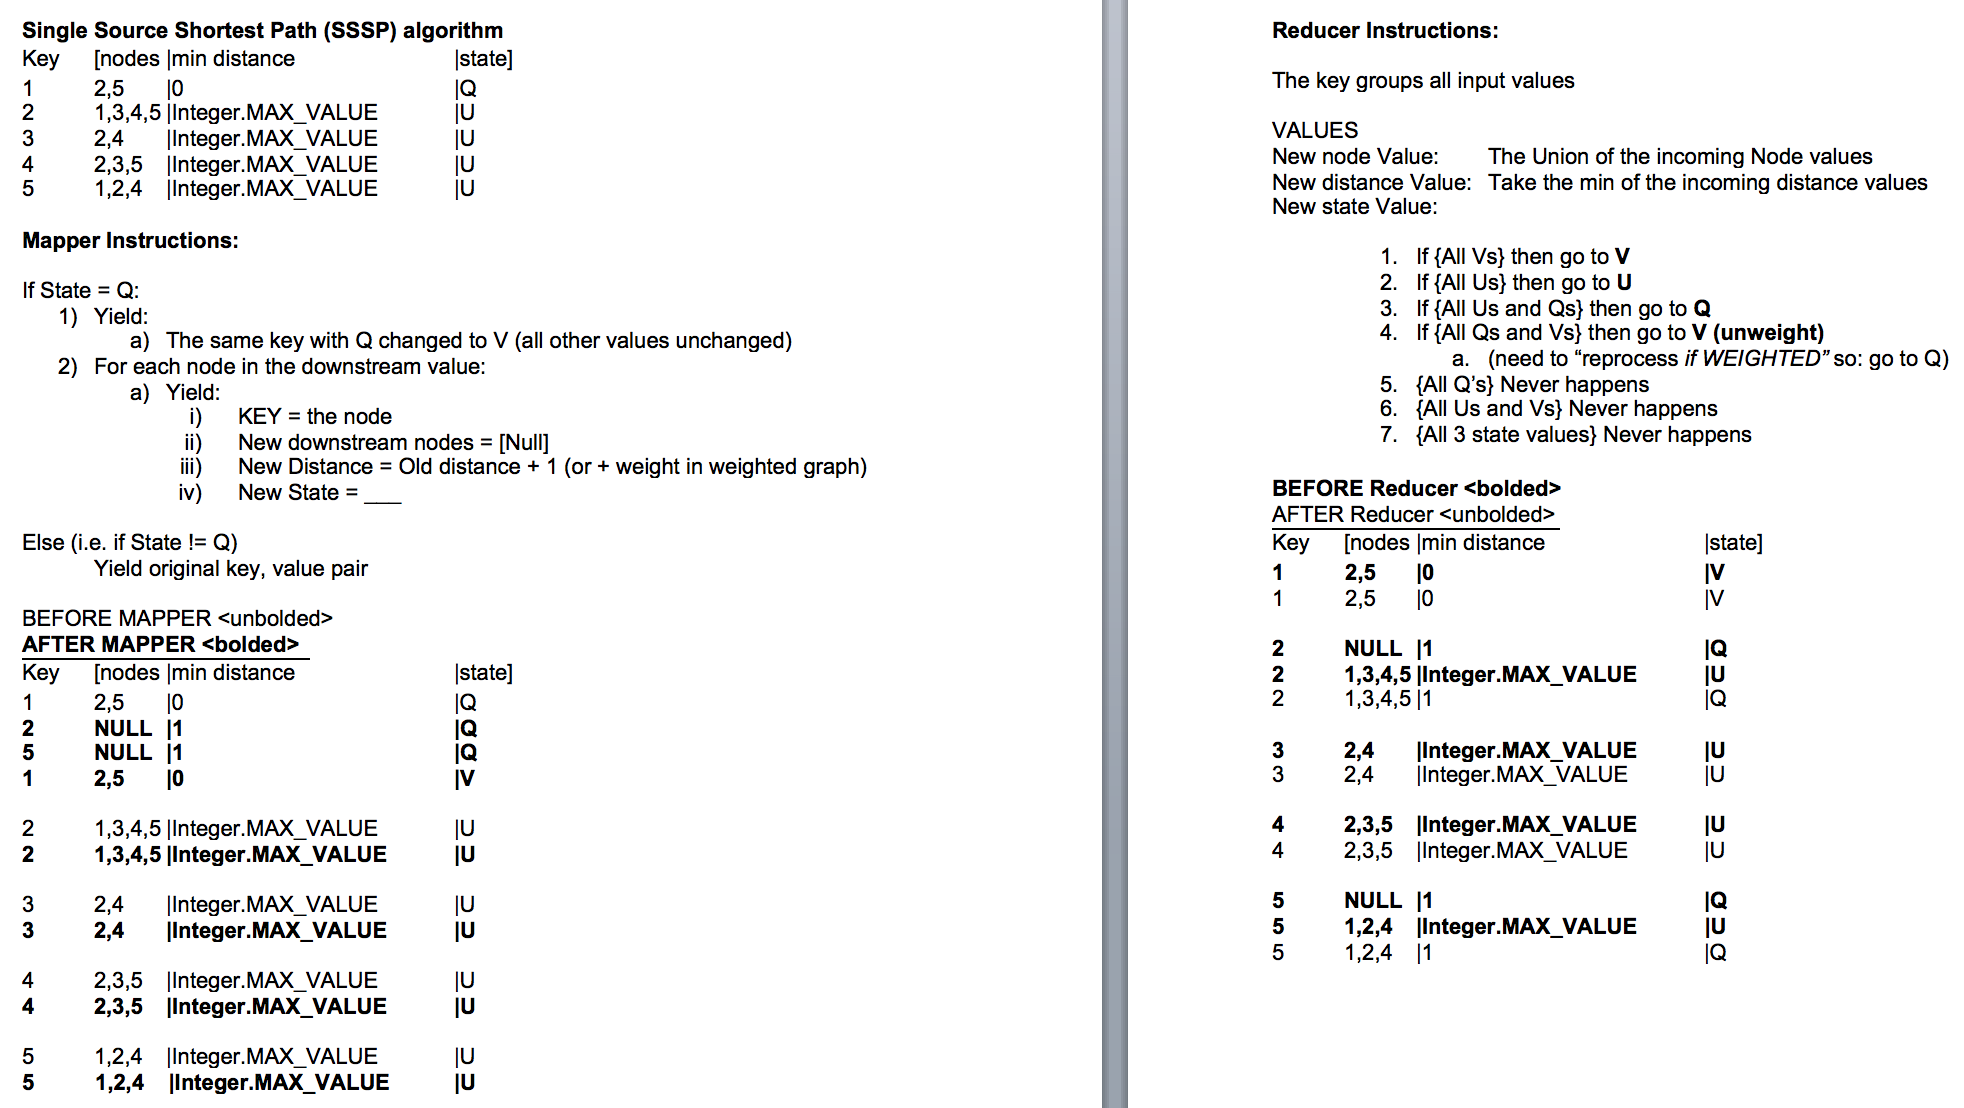 Single Source Shortest Path (SSSP) algorithm
Key [nodes |min distance |state]
1 2,5 |0 |Q
2 1,3,4,5 |Integer.MAX_VALUE |U
3 2,4 |Integer.MAX_VALUE |U
4 2,3,5 |Integer.MAX_VALUE |U
5 1,2,4 |Integer.MAX_VALUE |U
Mapper Instructions:
If State = Q:
1) Yield:
a) The same key with Q changed to V (all other values unchanged)
2) For each node in the downstream value:
a) Yield:
i) KEY = the node
ii) New downstream nodes = [Null]
iii) New Distance = Old distance + 1 (or + weight in weighted graph)
iv) New State = ___
Else (i.e. if State != Q)
Yield original key, value pair
BEFORE MAPPER <unbolded>
AFTER MAPPER <bolded>
Key [nodes |min distance |state]
1 2,5 |0 |Q
2 NULL |1 |Q
5 NULL |1 |Q
1 2,5 |0 |V
2 1,3,4,5 |Integer.MAX_VALUE |U
2 1,3,4,5 |Integer.MAX_VALUE |U
3 2,4 |Integer.MAX_VALUE |U
3 2,4 |Integer.MAX_VALUE |U
4 2,3,5 |Integer.MAX_VALUE |U
4 2,3,5 |Integer.MAX_VALUE |U
5 1,2,4 |Integer.MAX_VALUE |U
5 1,2,4 |Integer.MAX_VALUE |U
Reducer Instructions:
The key groups all input values
VALUES
New node Value: The Union of the incoming Node values
New distance Value: Take the min of the incoming distance values
New state Value:
1. If {All Vs} then go to V
2. If {All Us} then go to U
3. If {All Us and Qs} then go to Q
4. If {All Qs and Vs} then go to V (unweight)
a. (need to “reprocess if WEIGHTED” so: go to Q)
5. {All Q’s} Never happens
6. {All Us and Vs} Never happens
7. {All 3 state values} Never happens
BEFORE Reducer <bolded>
AFTER Reducer <unbolded>
Key [nodes |min distance |state]
1 2,5 |0 |V
1 2,5 |0 |V
2 NULL |1 |Q
2 1,3,4,5 |Integer.MAX_VALUE |U
2 1,3,4,5 |1 |Q
3 2,4 |Integer.MAX_VALUE |U
3 2,4 |Integer.MAX_VALUE |U
4 2,3,5 |Integer.MAX_VALUE |U
4 2,3,5 |Integer.MAX_VALUE |U
5 NULL |1 |Q
5 1,2,4 |Integer.MAX_VALUE |U
5 1,2,4 |1 |Q